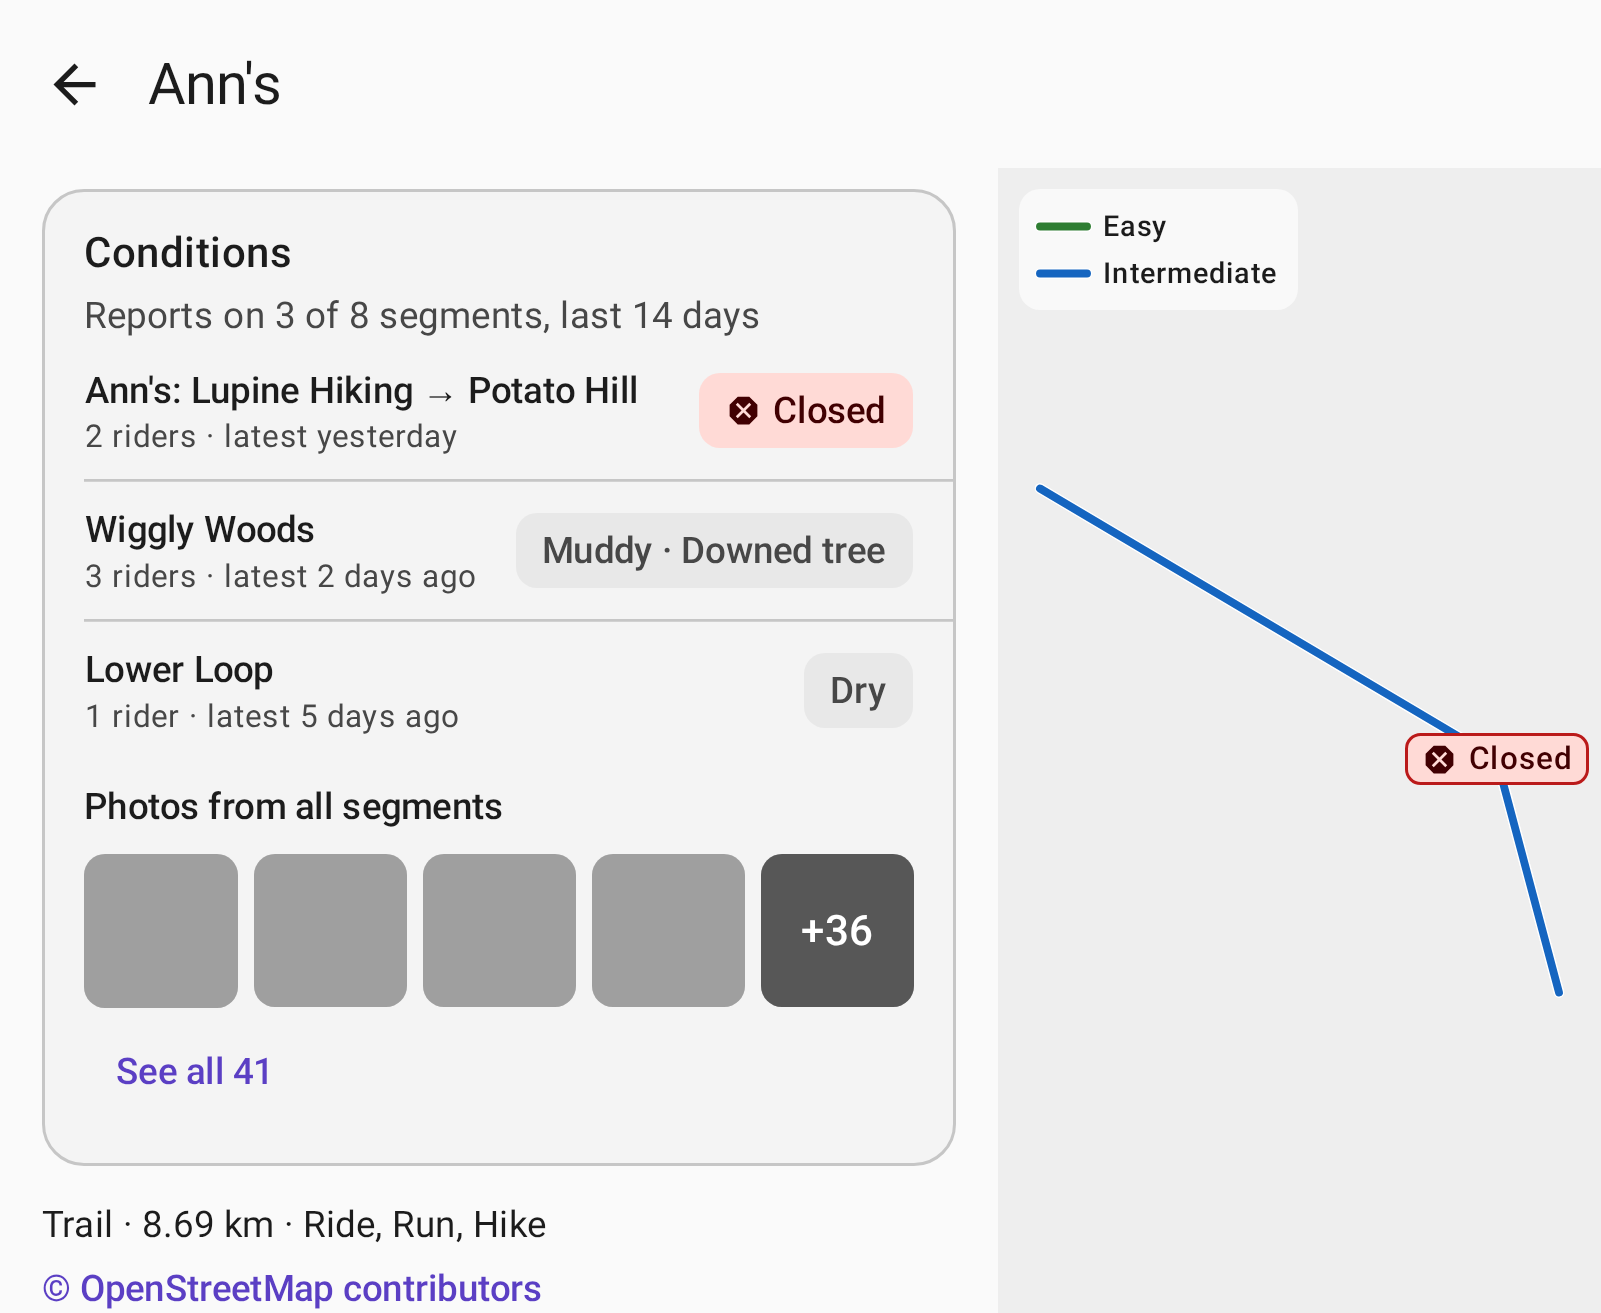 Ann's
Conditions
Reports on 3 of 8 segments, last 14 days
Ann's: Lupine Hiking → Potato Hill
2 riders · latest yesterday
Closed
Wiggly Woods
3 riders · latest 2 days ago
Muddy · Downed tree
Lower Loop
1 rider · latest 5 days ago
Dry
Photos from all segments
+36
See all 41
Trail · 8.69 km · Ride, Run, Hike
© OpenStreetMap contributors
Easy
Intermediate
Closed